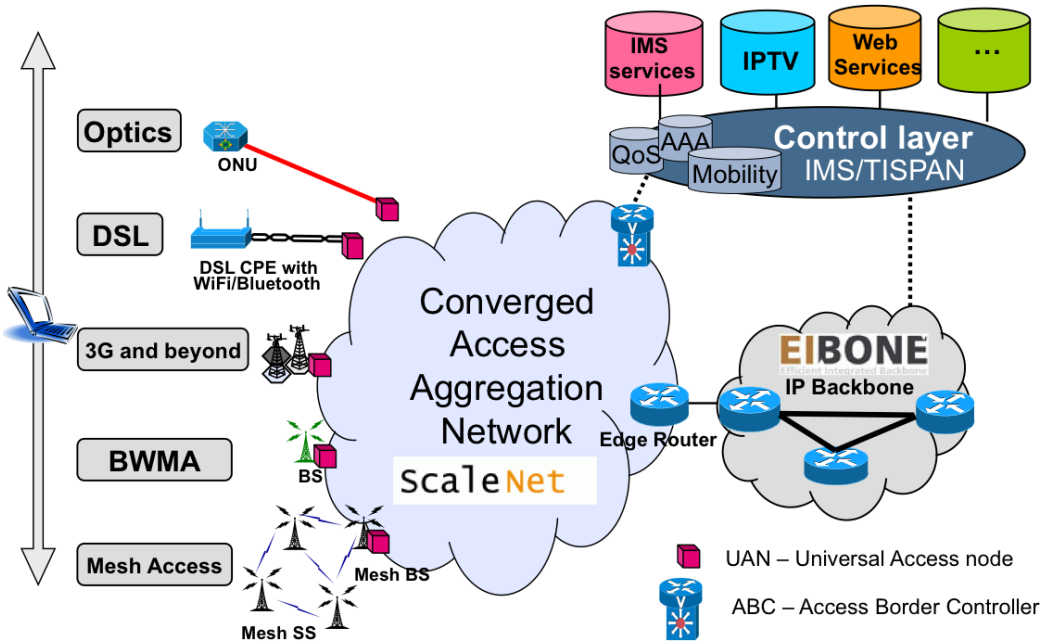 IMS
services
IPTV
Web
Services
...
Optics
ONU
QoS
AAA
Mobility
Control layer
IMS/TISPAN
DSL
DSL CPE with
WiFi/Bluetooth
V
3G and beyond
Converged
Access
Aggregation
Network
ScaleNet
EIBONE
Efficient Integrated Backbone
IP Backbone
Edge Router
BWMA
BS
Mesh Access
Mesh BS
Mesh SS
UAN – Universal Access node
V
ABC – Access Border Controller